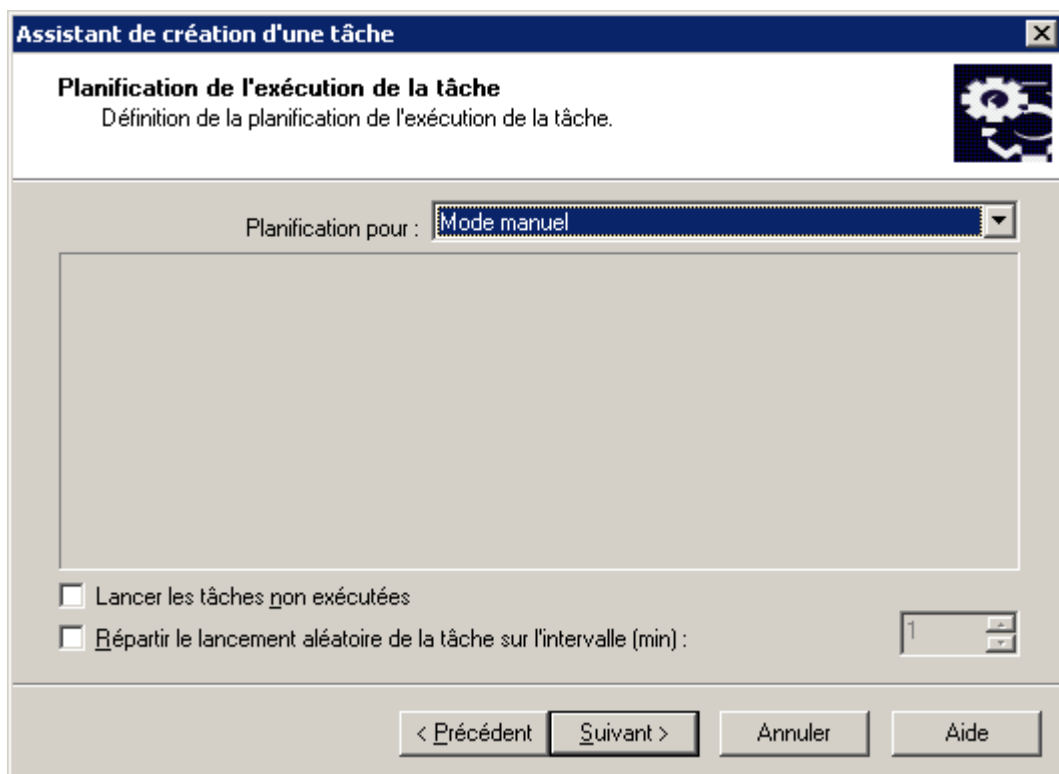 Assistant de création d'une tâche
Planification de l'exécution de la tâche
Définition de la planification de l'exécution de la tâche.
Planification pour : Mode manuel
Lancer les tâches non exécutées
Répartir le lancement aléatoire de la tâche sur l'intervalle (min) : 1
< Précédent Suivant > Annuler Aide